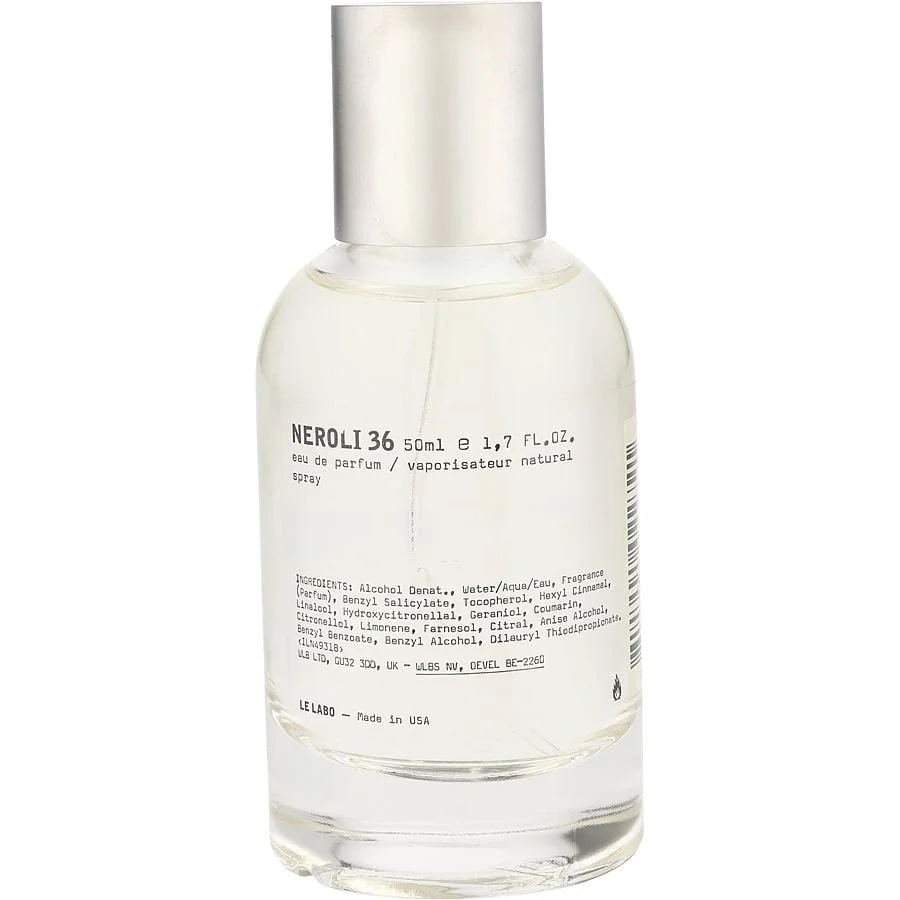 NEROLI 36 50ml e 1,7 FL.OZ.
eau de parfum / vaporisateur natural
spray
INGREDIENTS: Alcohol Denat., Water/Aqua/Eau, Fragrance
(Parfum), Benzyl Salicylate, Tocopherol, Hexyl Cinnamal,
Linalool, Hydroxycitronellal, Geraniol, Coumarin,
Citronellol, Limonene, Farnesol, Citral, Anise Alcohol,
Benzyl Benzoate, Benzyl Alcohol, Dilauryl Thiodipropionate.
<ILN49318>
WLB LTD, GU32 3DD, UK – WLBS NV, OEVEL BE-2260
LE LABO — Made in USA